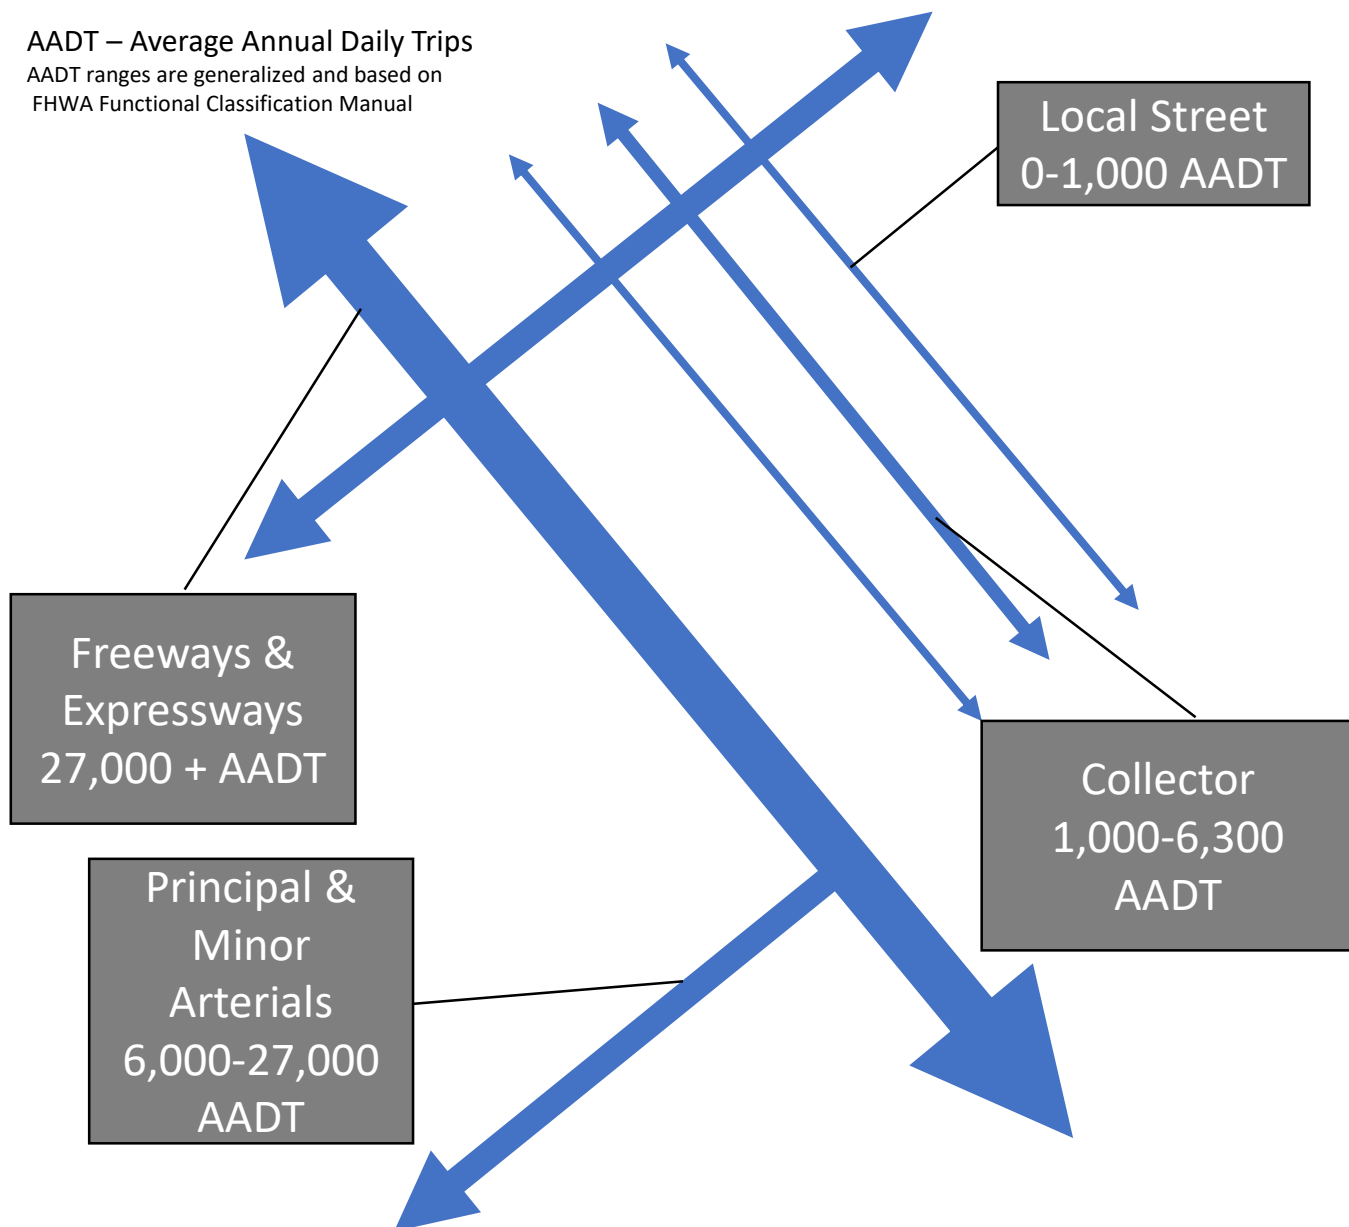 AADT – Average Annual Daily Trips
AADT ranges are generalized and based on
FHWA Functional Classification Manual
Local Street
0-1,000 AADT
Freeways &
Expressways
27,000 + AADT
Collector
1,000-6,300
AADT
Principal &
Minor
Arterials
6,000-27,000
AADT